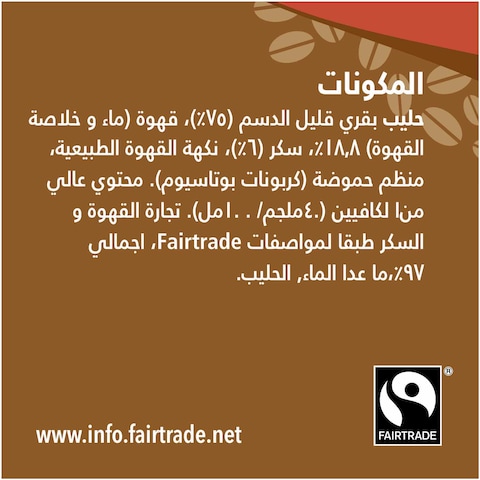 المكونات
حليب بقري قليل الدسم (٧٥٪)، قهوة (ماء و خلاصة
القهوة) ١٨,٨٪، سكر (٦٪)، نكهة القهوة الطبيعية،
منظم حموضة (كربونات بوتاسيوم). محتوي عالي
من١ لكافيين (.٤ملجم/ ١٠٠مل). تجارة القهوة و
السكر طبقا لمواصفات Fairtrade، اجمالي
٩٧٪،ما عدا الماء, الحليب.
www.info.fairtrade.net
FAIRTRADE
®